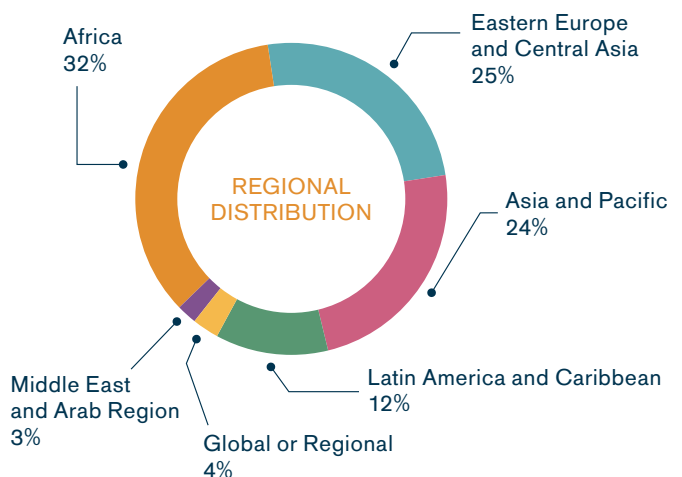 Africa
32%
Eastern Europe
and Central Asia
25%
REGIONAL
DISTRIBUTION
Asia and Pacific
24%
Latin America and Caribbean
12%
Global or Regional
4%
Middle East
and Arab Region
3%